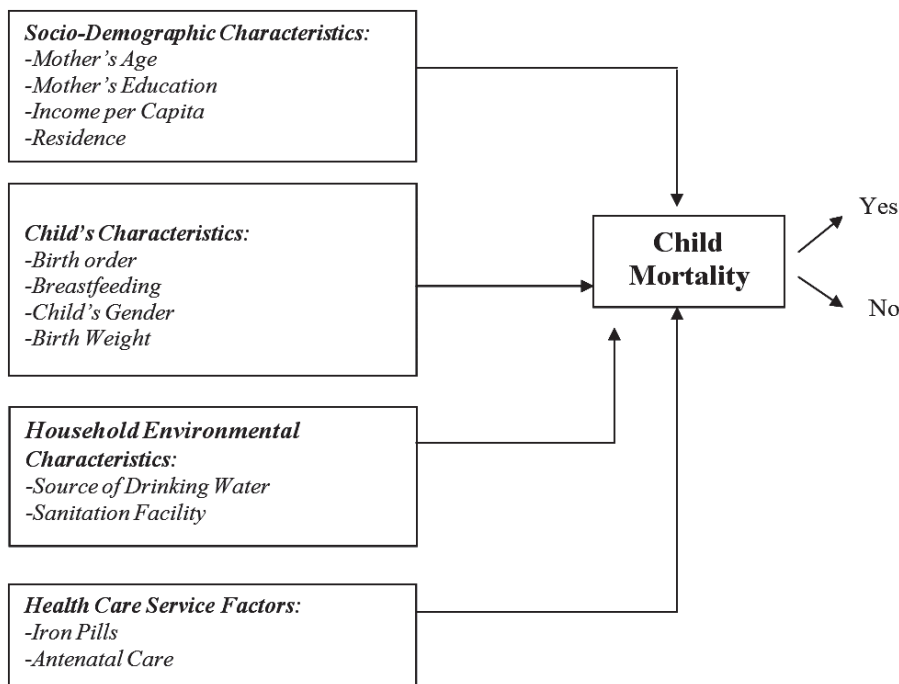 Socio-Demographic Characteristics:
-Mother's Age
-Mother's Education
-Income per Capita
-Residence
Child's Characteristics:
-Birth order
-Breastfeeding
-Child's Gender
-Birth Weight
Household Environmental
Characteristics:
-Source of Drinking Water
-Sanitation Facility
Health Care Service Factors:
-Iron Pills
-Antenatal Care
Child
Mortality
Yes
No